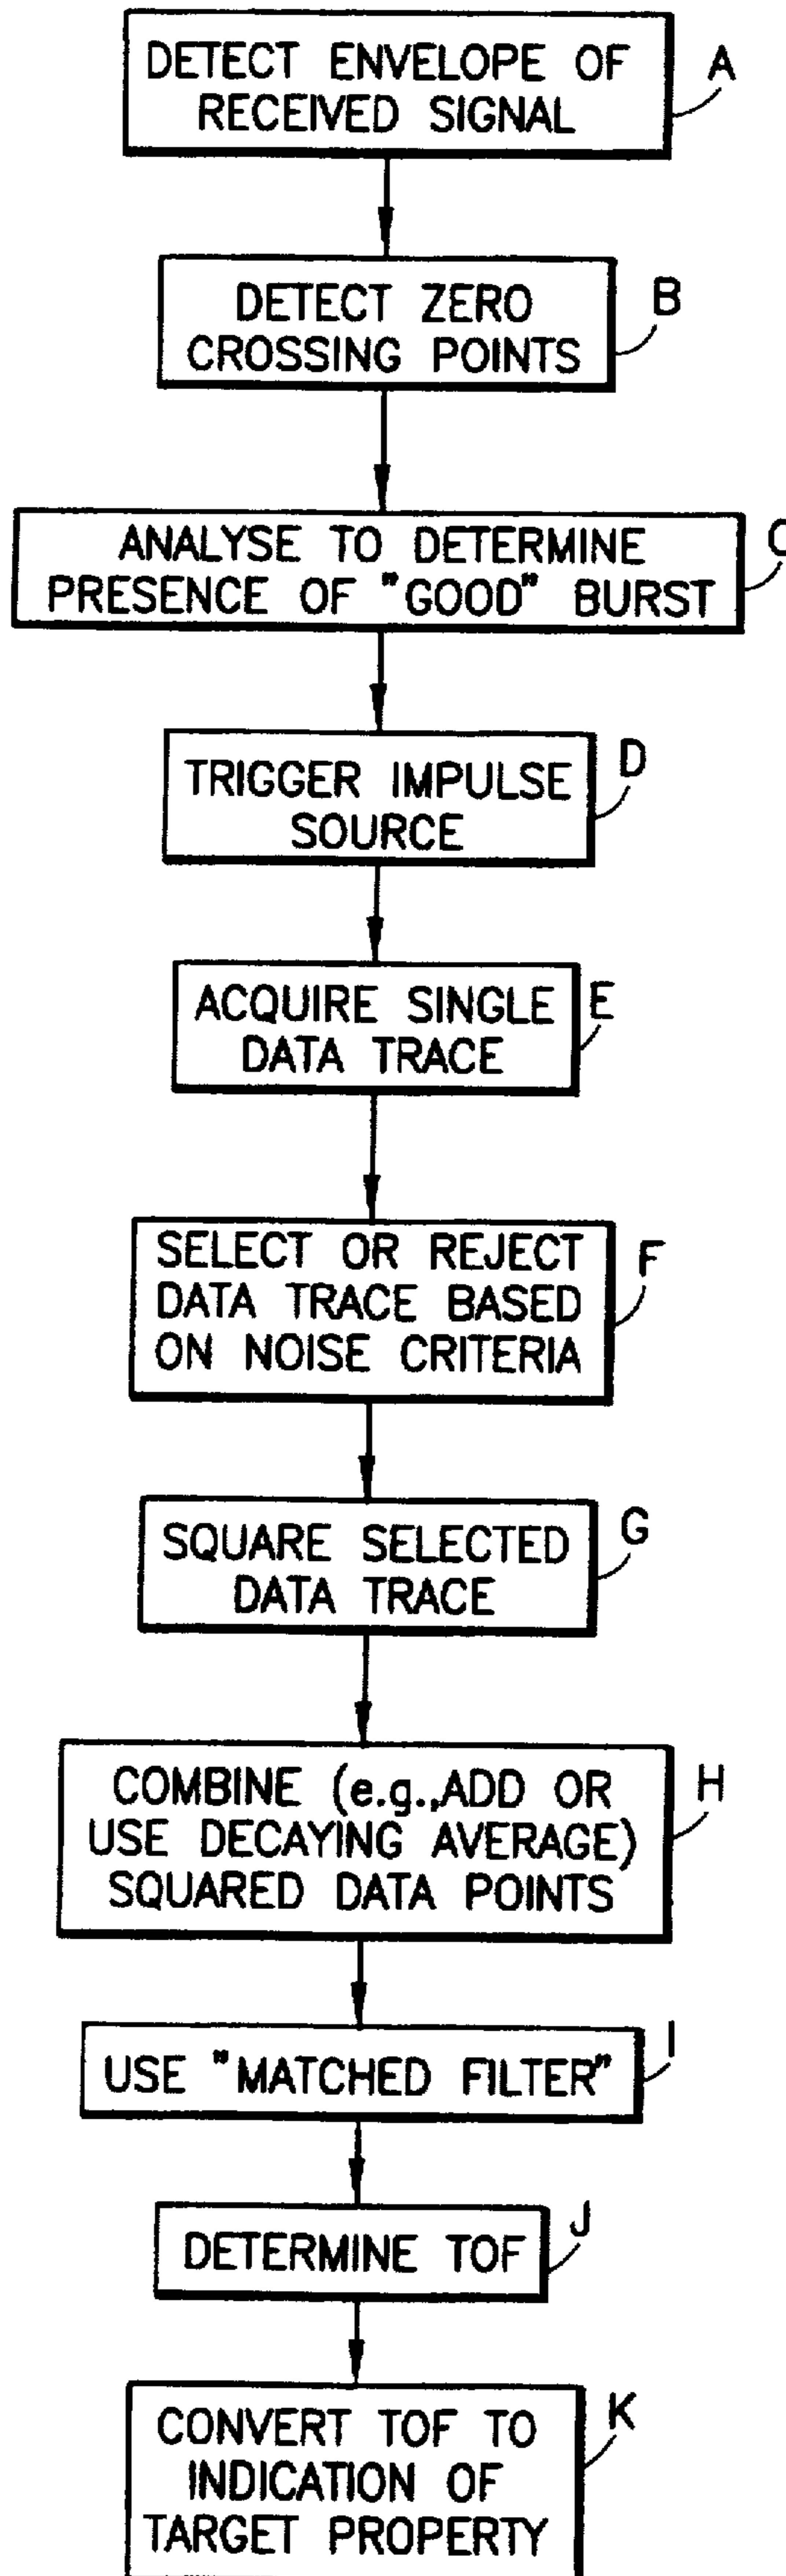 DETECT ENVELOPE OF
RECEIVED SIGNAL
A
DETECT ZERO
CROSSING POINTS
B
ANALYSE TO DETERMINE
PRESENCE OF "GOOD" BURST
C
TRIGGER IMPULSE
SOURCE
D
ACQUIRE SINGLE
DATA TRACE
E
SELECT OR REJECT
DATA TRACE BASED
ON NOISE CRITERIA
F
SQUARE SELECTED
DATA TRACE
G
COMBINE (e.g.,ADD OR
USE DECAYING AVERAGE)
SQUARED DATA POINTS
H
USE "MATCHED FILTER"
I
DETERMINE TOF
J
CONVERT TOF TO
INDICATION OF
TARGET PROPERTY
K